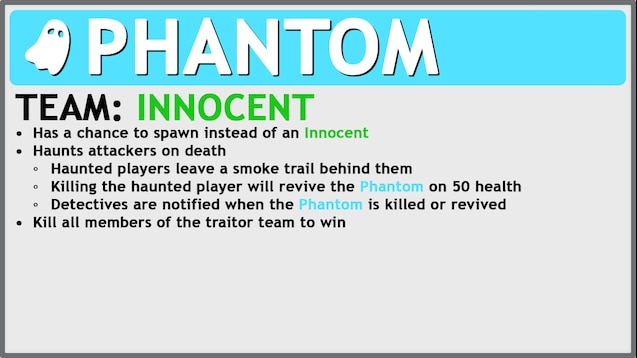 PHANTOM
TEAM: INNOCENT
• Has a chance to spawn instead of an Innocent
• Haunts attackers on death
◦ Haunted players leave a smoke trail behind them
◦ Killing the haunted player will revive the Phantom on 50 health
◦ Detectives are notified when the Phantom is killed or revived
• Kill all members of the traitor team to win